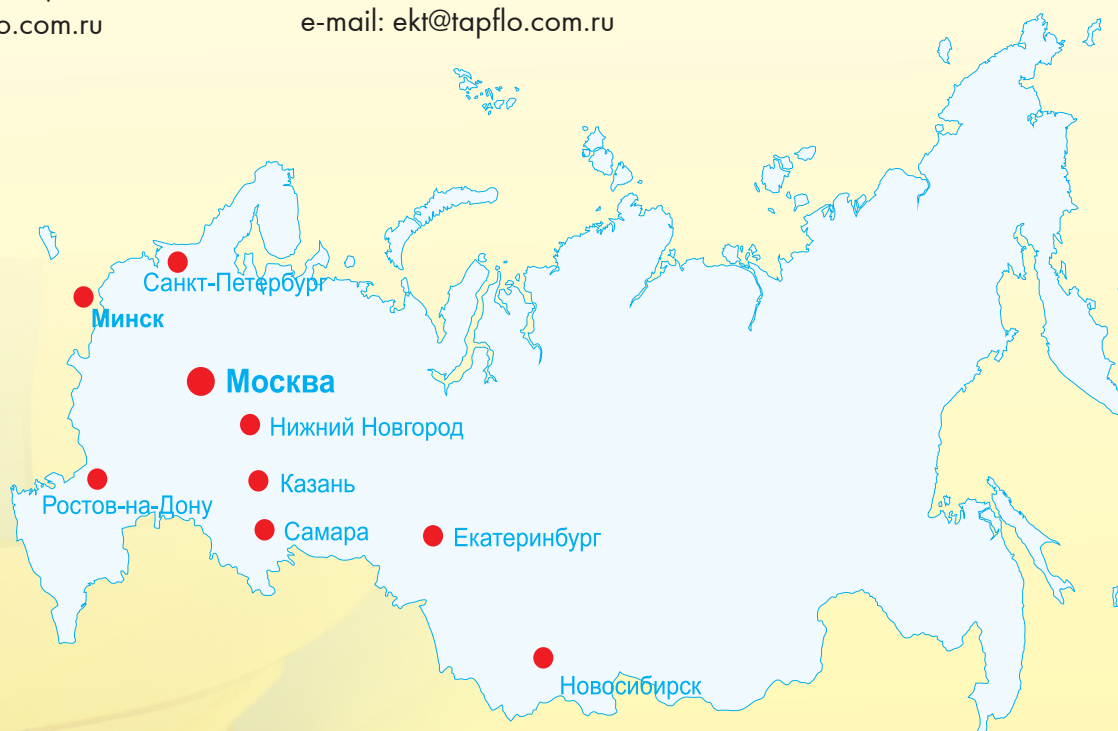 o.com.ru
e-mail: ekt@tapflo.com.ru
Санкт-Петербург
Минск
Москва
Нижний Новгород
Казань
Ростов-на-Дону
Самара
Екатеринбург
Новосибирск